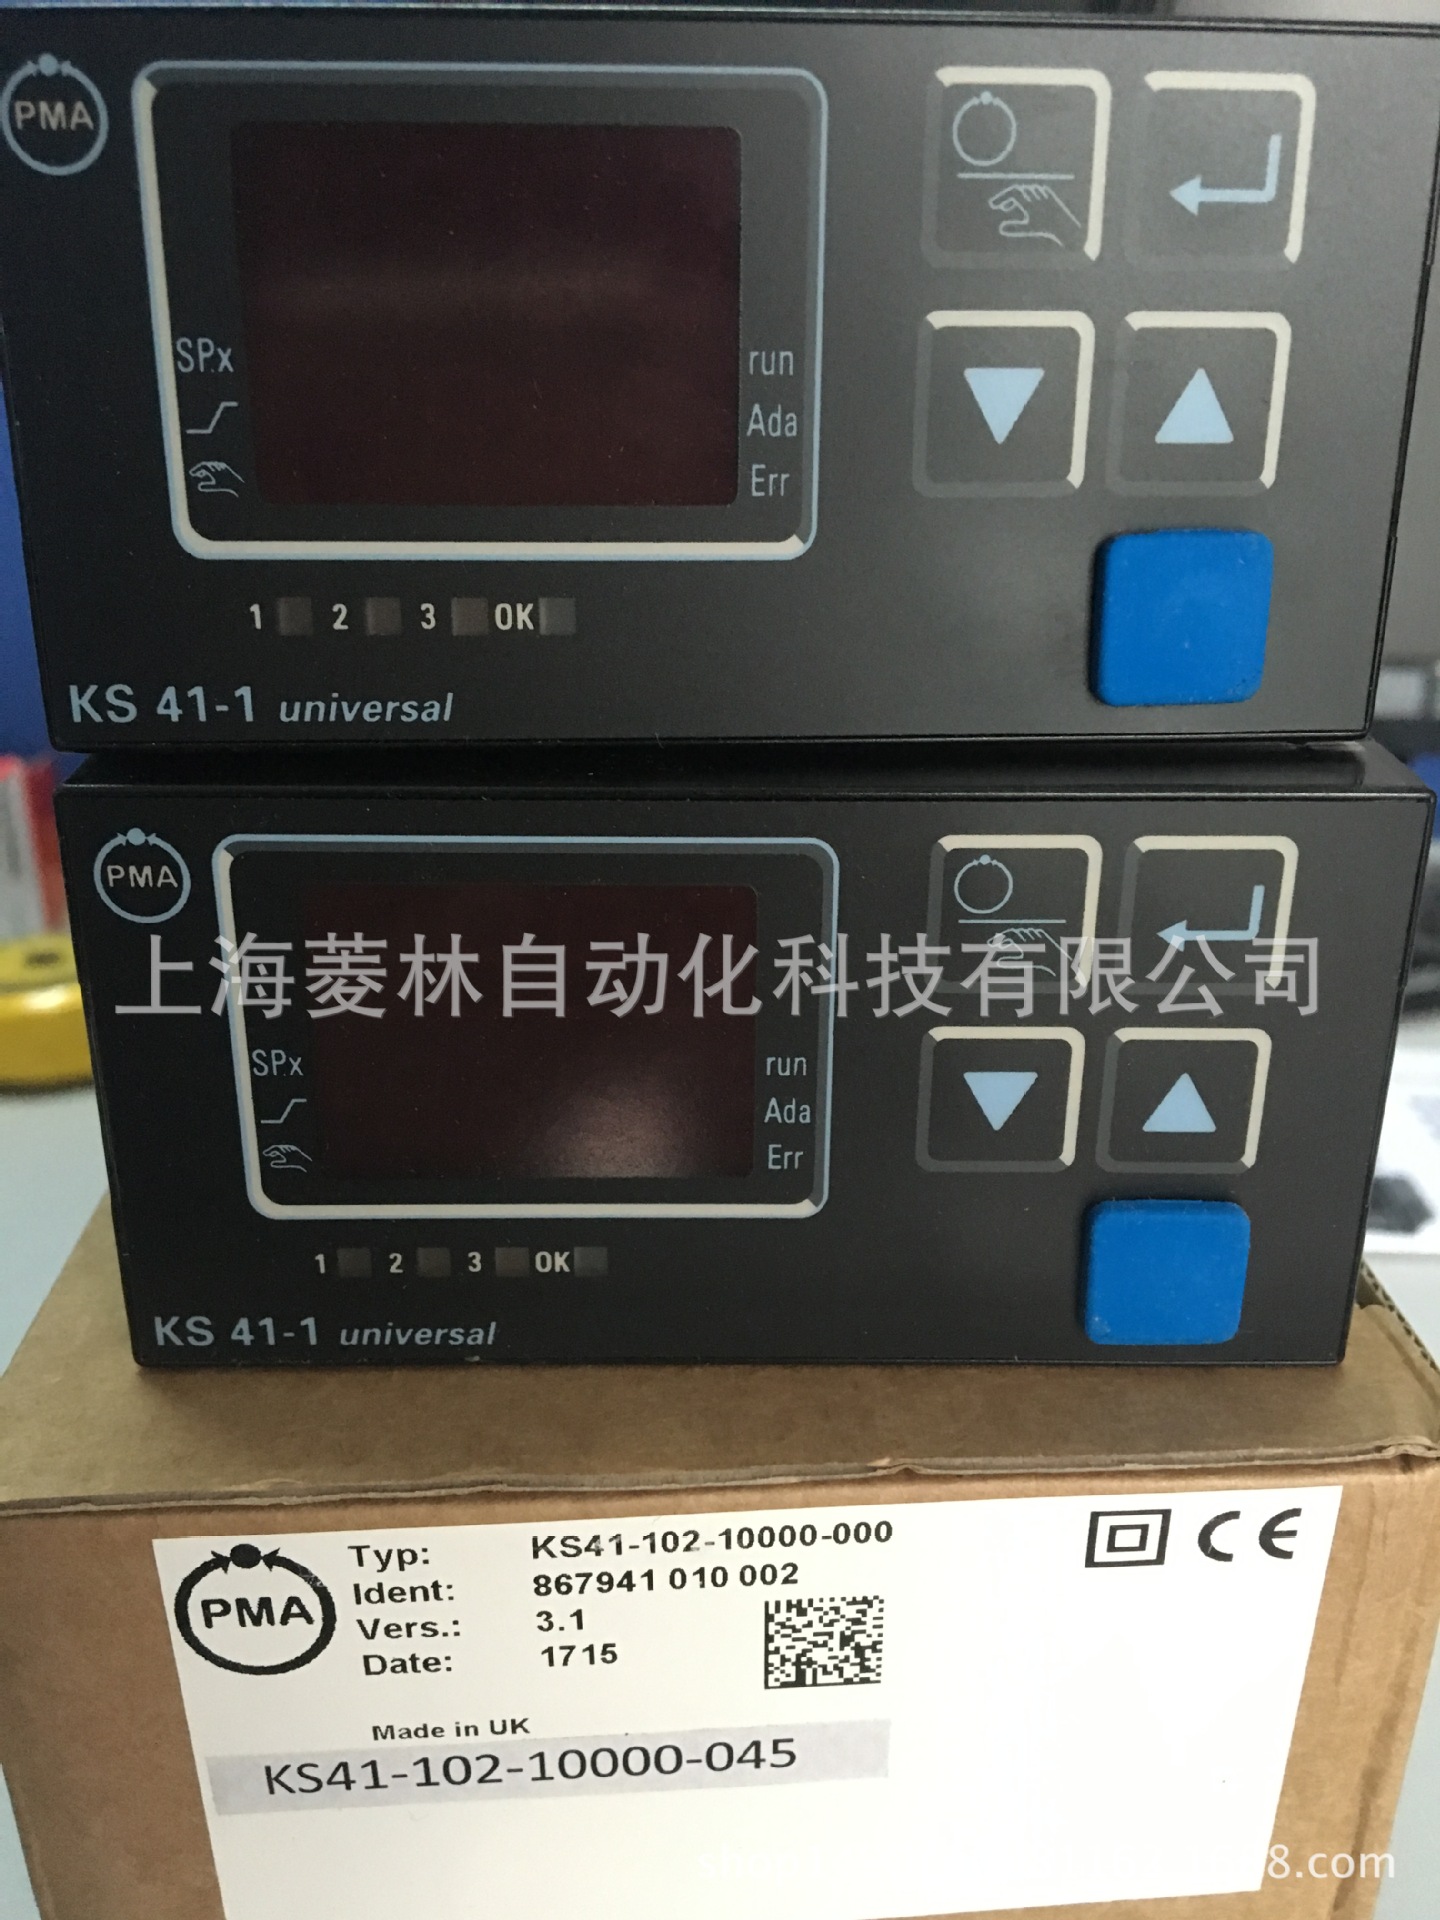 PMA
SP.x
run
Ada
Err
1 2 3 OK
KS 41-1 universal
PMA
上海菱林自动化科技有限公司
SP.x
run
Ada
Err
1 2 3 OK
KS 41-1 universal
PMA
Typ: KS41-102-10000-000
Ident: 867941 010 002
Vers.: 3.1
Date: 1715
CE
Made in UK
KS41-102-10000-045
8.com